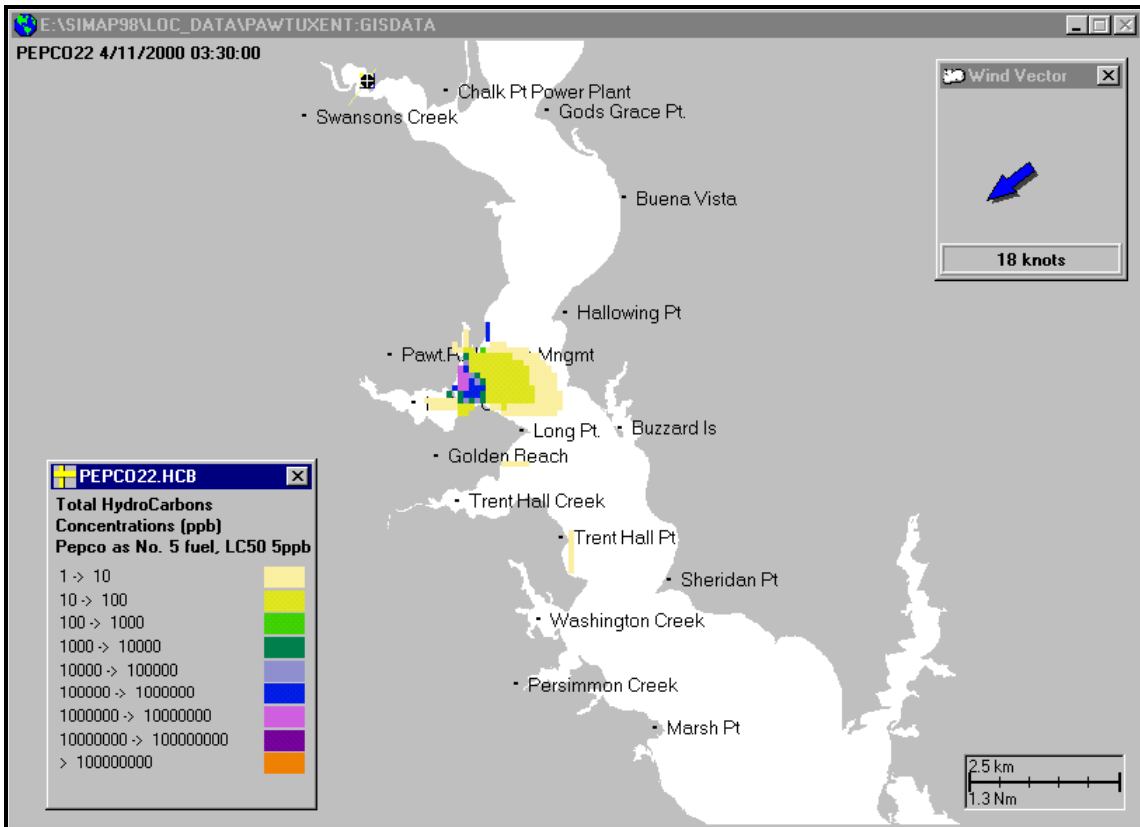 E:\SIMAP98\LOC_DATA\PAWTUXENT:GISDATA
PEPCO22 4/11/2000 03:30:00
Wind Vector
18 knots
Chalk Pt Power Plant
Gods Grace Pt.
Swansons Creek
Buena Vista
Hallowing Pt
Pawt.R
Mngmt
Long Pt.
Buzzard Is
Golden Reach
Trent Hall Creek
Trent Hall Pt
Sheridan Pt
Washington Creek
Persimmon Creek
Marsh Pt
PEPCO22.HCB
Total HydroCarbons
Concentrations (ppb)
Pepco as No. 5 fuel, LC50 5ppb
1 -> 10
10 -> 100
100 -> 1000
1000 -> 10000
10000 -> 100000
100000 -> 1000000
1000000 -> 10000000
10000000 -> 100000000
> 100000000
2.5 km
1.3 Nm